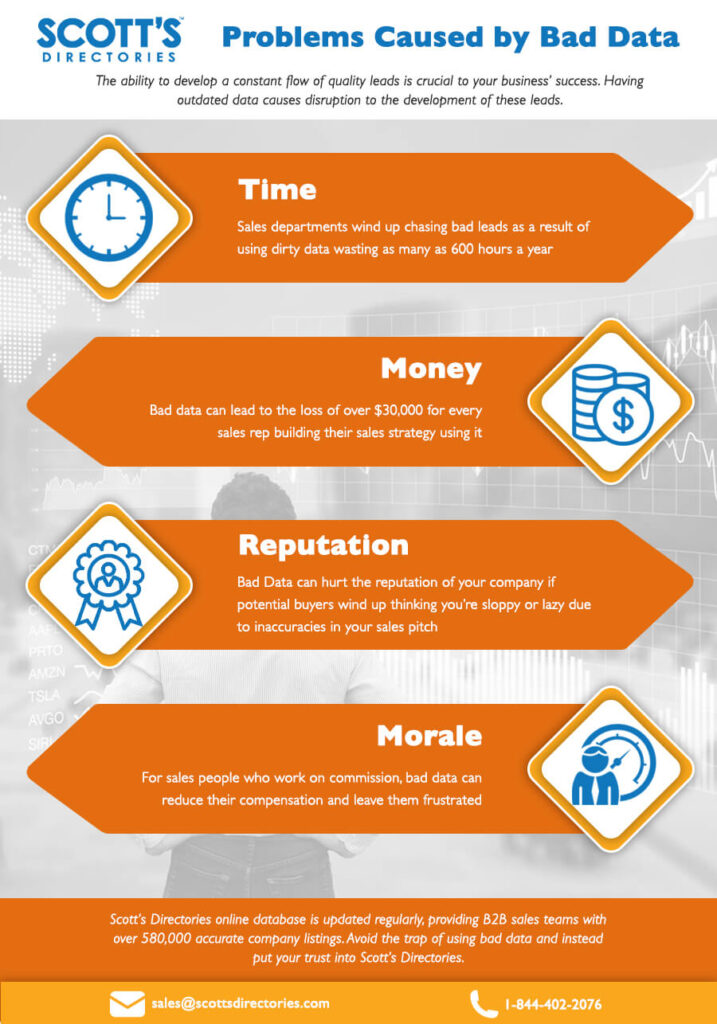 SCOTT'S™
DIRECTORIES
Problems Caused by Bad Data
The ability to develop a constant flow of quality leads is crucial to your business' success. Having
outdated data causes disruption to the development of these leads.
Time
Sales departments wind up chasing bad leads as a result of
using dirty data wasting as many as 600 hours a year
Money
Bad data can lead to the loss of over $30,000 for every
sales rep building their sales strategy using it
$
Reputation
Bad Data can hurt the reputation of your company if
potential buyers wind up thinking you're sloppy or lazy due
to inaccuracies in your sales pitch
PRTO
AMZN
TSLA
AVGO
Morale
For sales people who work on commission, bad data can
reduce their compensation and leave them frustrated
Scott's Directories online database is updated regularly, providing B2B sales teams with
over 580,000 accurate company listings. Avoid the trap of using bad data and instead
put your trust into Scott's Directories.
sales@scottsdirectories.com
1-844-402-2076